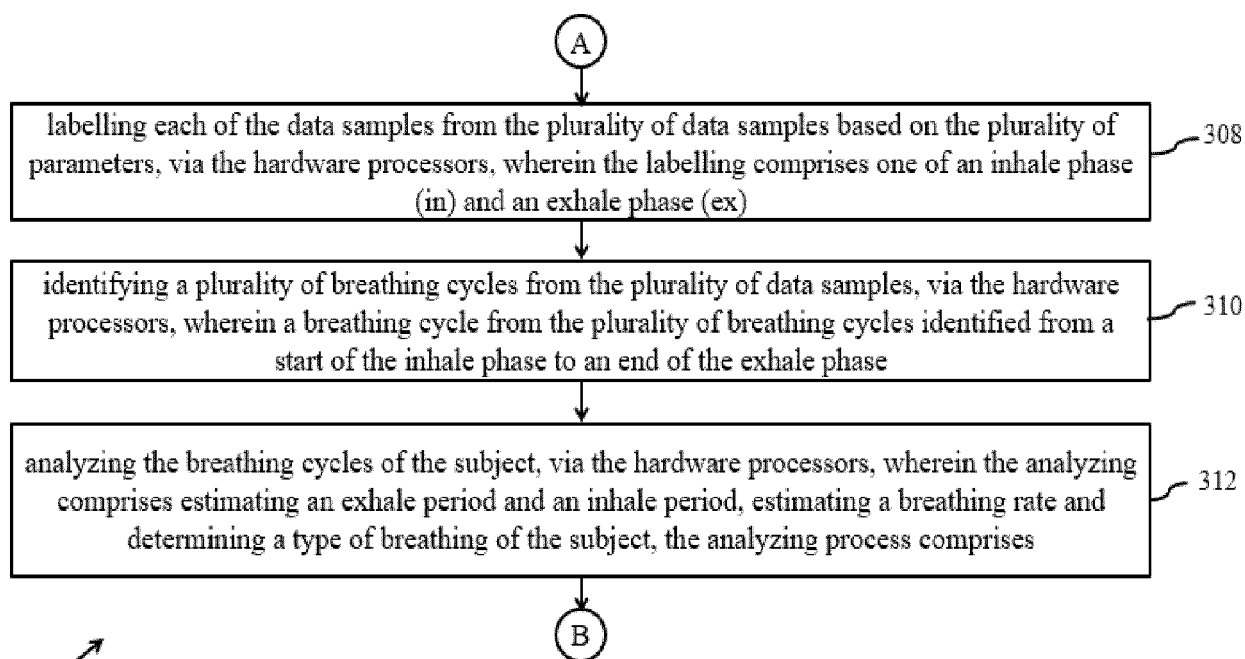 A
labelling each of the data samples from the plurality of data samples based on the plurality of
parameters, via the hardware processors, wherein the labelling comprises one of an inhale phase
(in) and an exhale phase (ex)
308
identifying a plurality of breathing cycles from the plurality of data samples, via the hardware
processors, wherein a breathing cycle from the plurality of breathing cycles identified from a
start of the inhale phase to an end of the exhale phase
310
analyzing the breathing cycles of the subject, via the hardware processors, wherein the analyzing
comprises estimating an exhale period and an inhale period, estimating a breathing rate and
determining a type of breathing of the subject, the analyzing process comprises
312
B